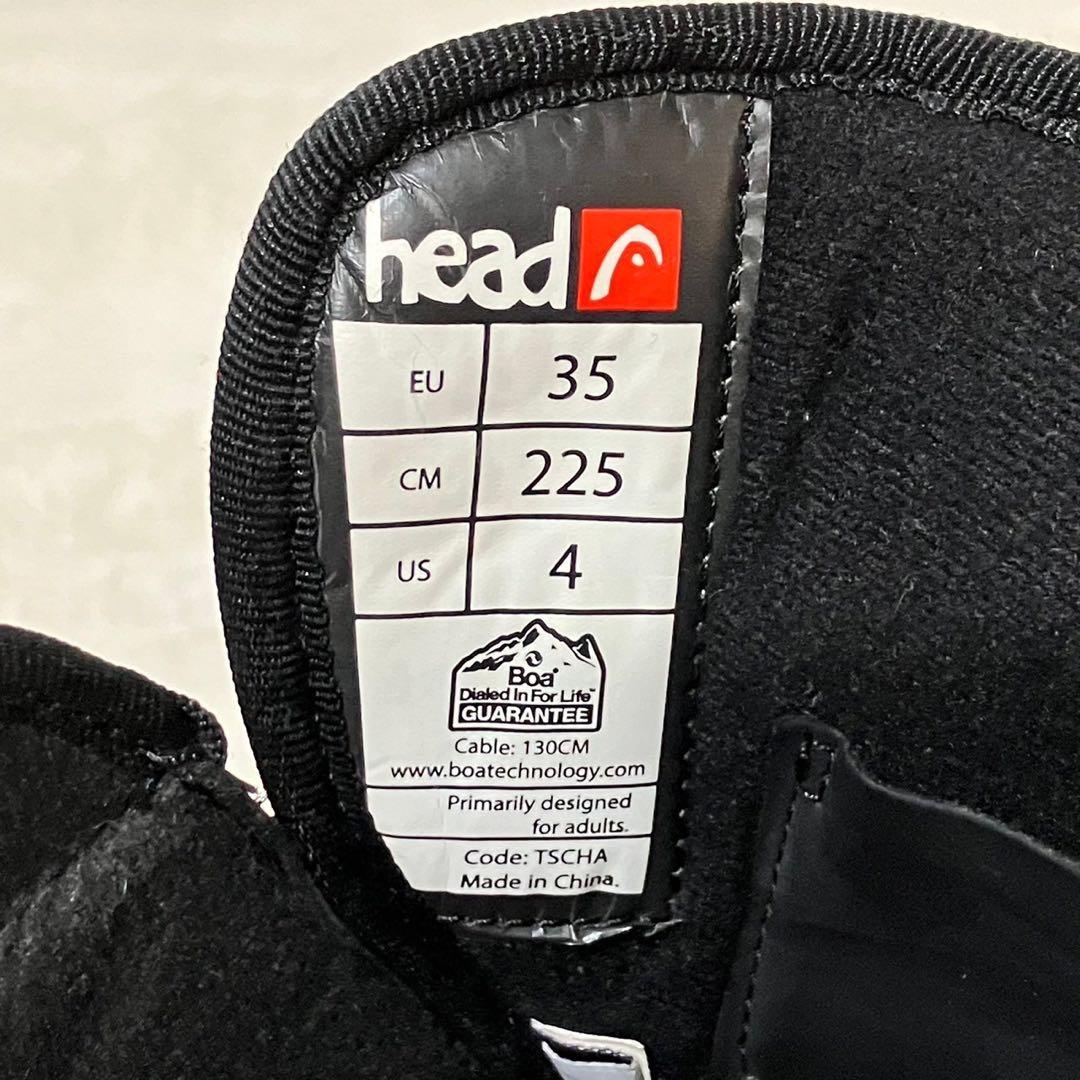 head
EU 35
CM 225
US 4
Boa®
Dialed In For Life™
GUARANTEE
Cable: 130CM
www.boatechnology.com
Primarily designed
for adults.
Code: TSCHA
Made in China.